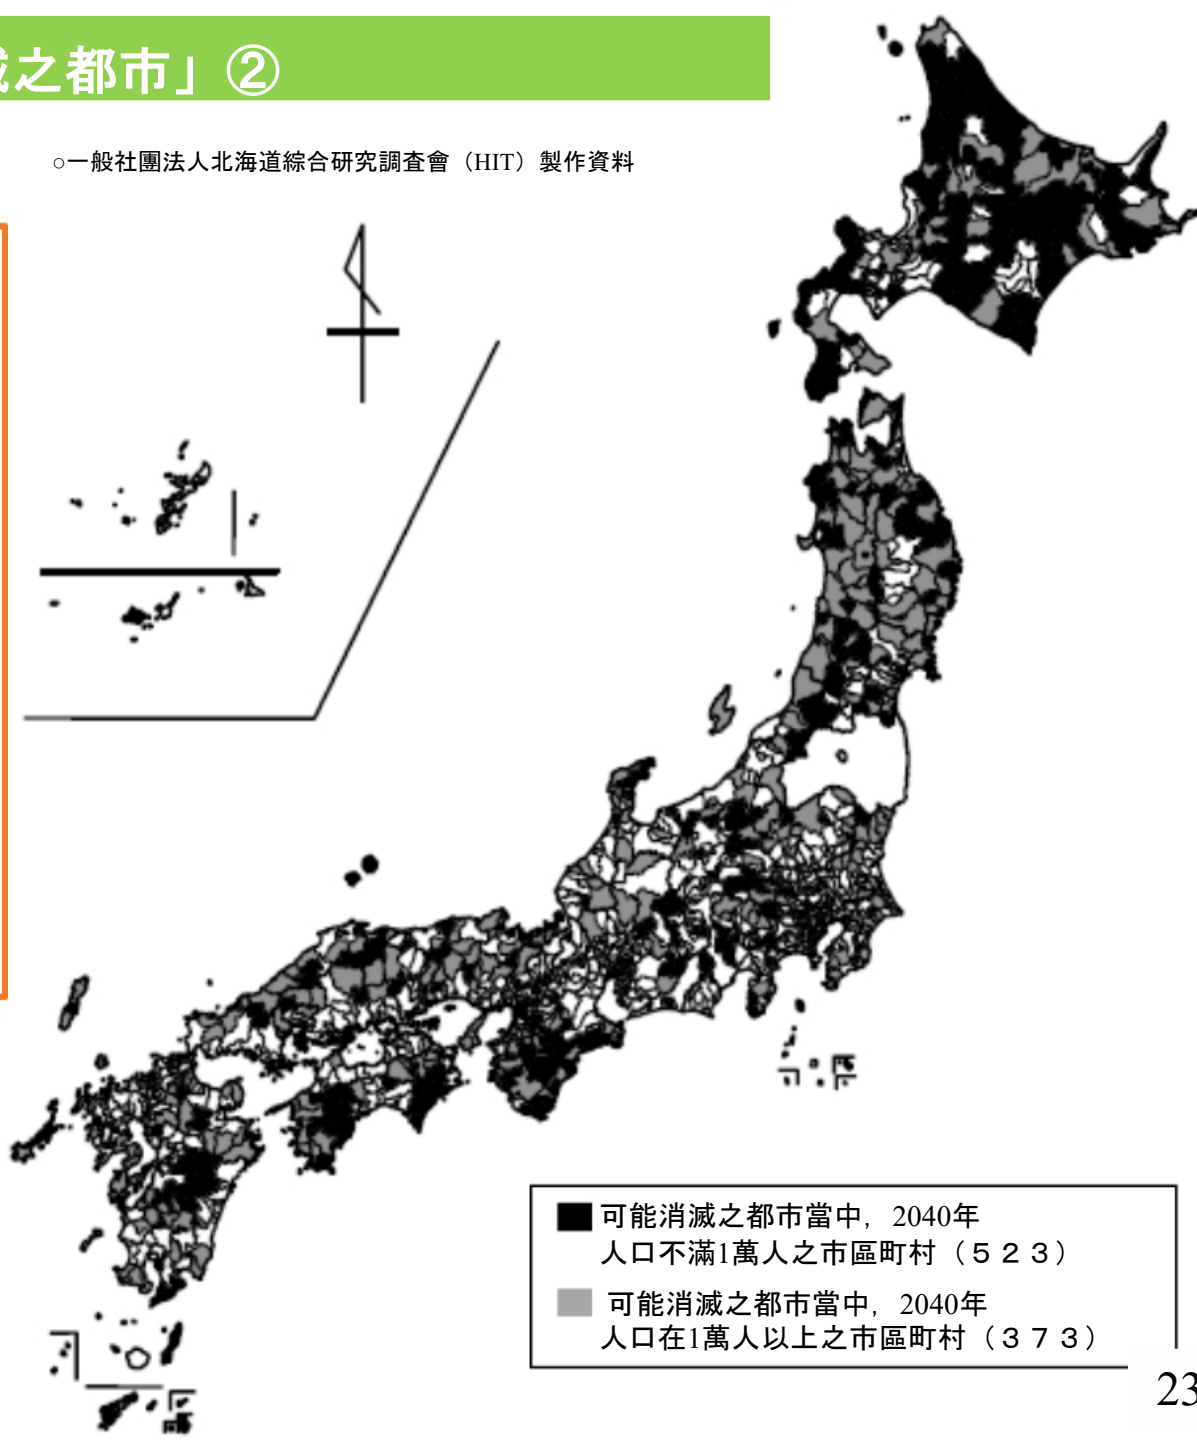 之都市」②
○一般社團法人北海道綜合研究調查會（HIT）製作資料
可能消滅之都市當中，2040年
人口不滿1萬人之市區町村（５２３）
可能消滅之都市當中，2040年
人口在1萬人以上之市區町村（３７３）
23